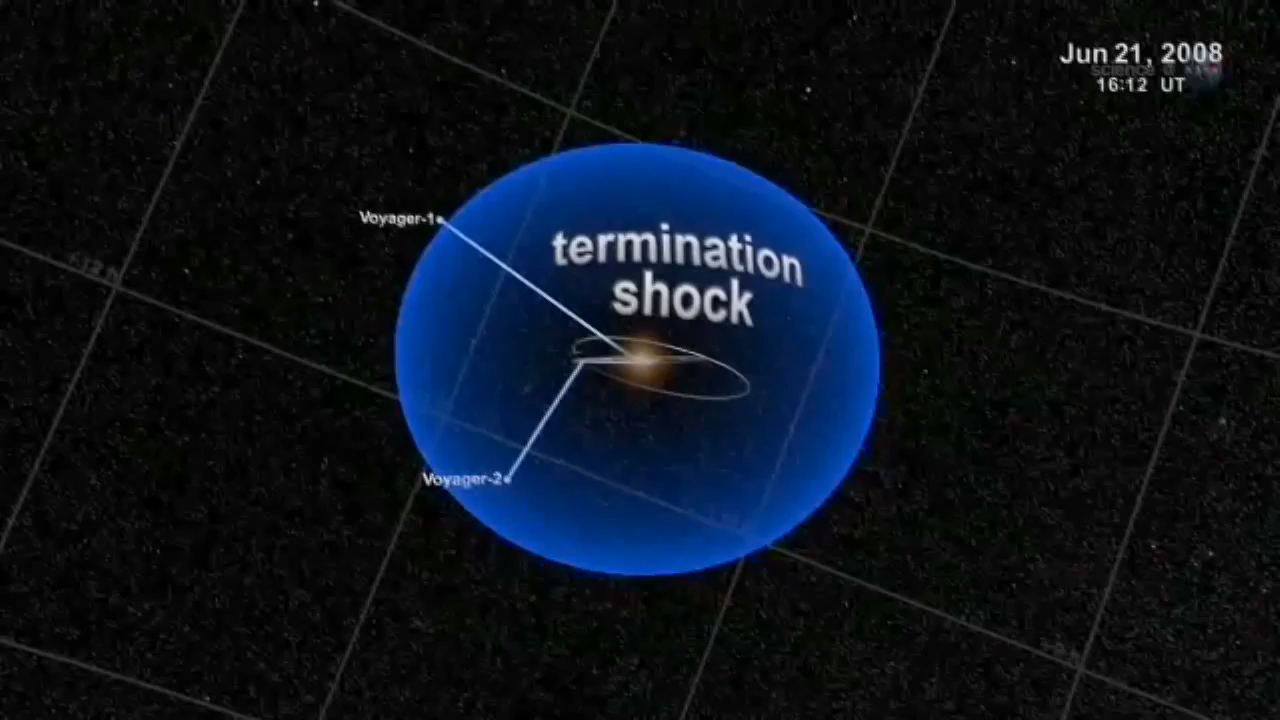 Jun 21, 2008
16:12 UT
Voyager-1
termination
shock
Voyager-2